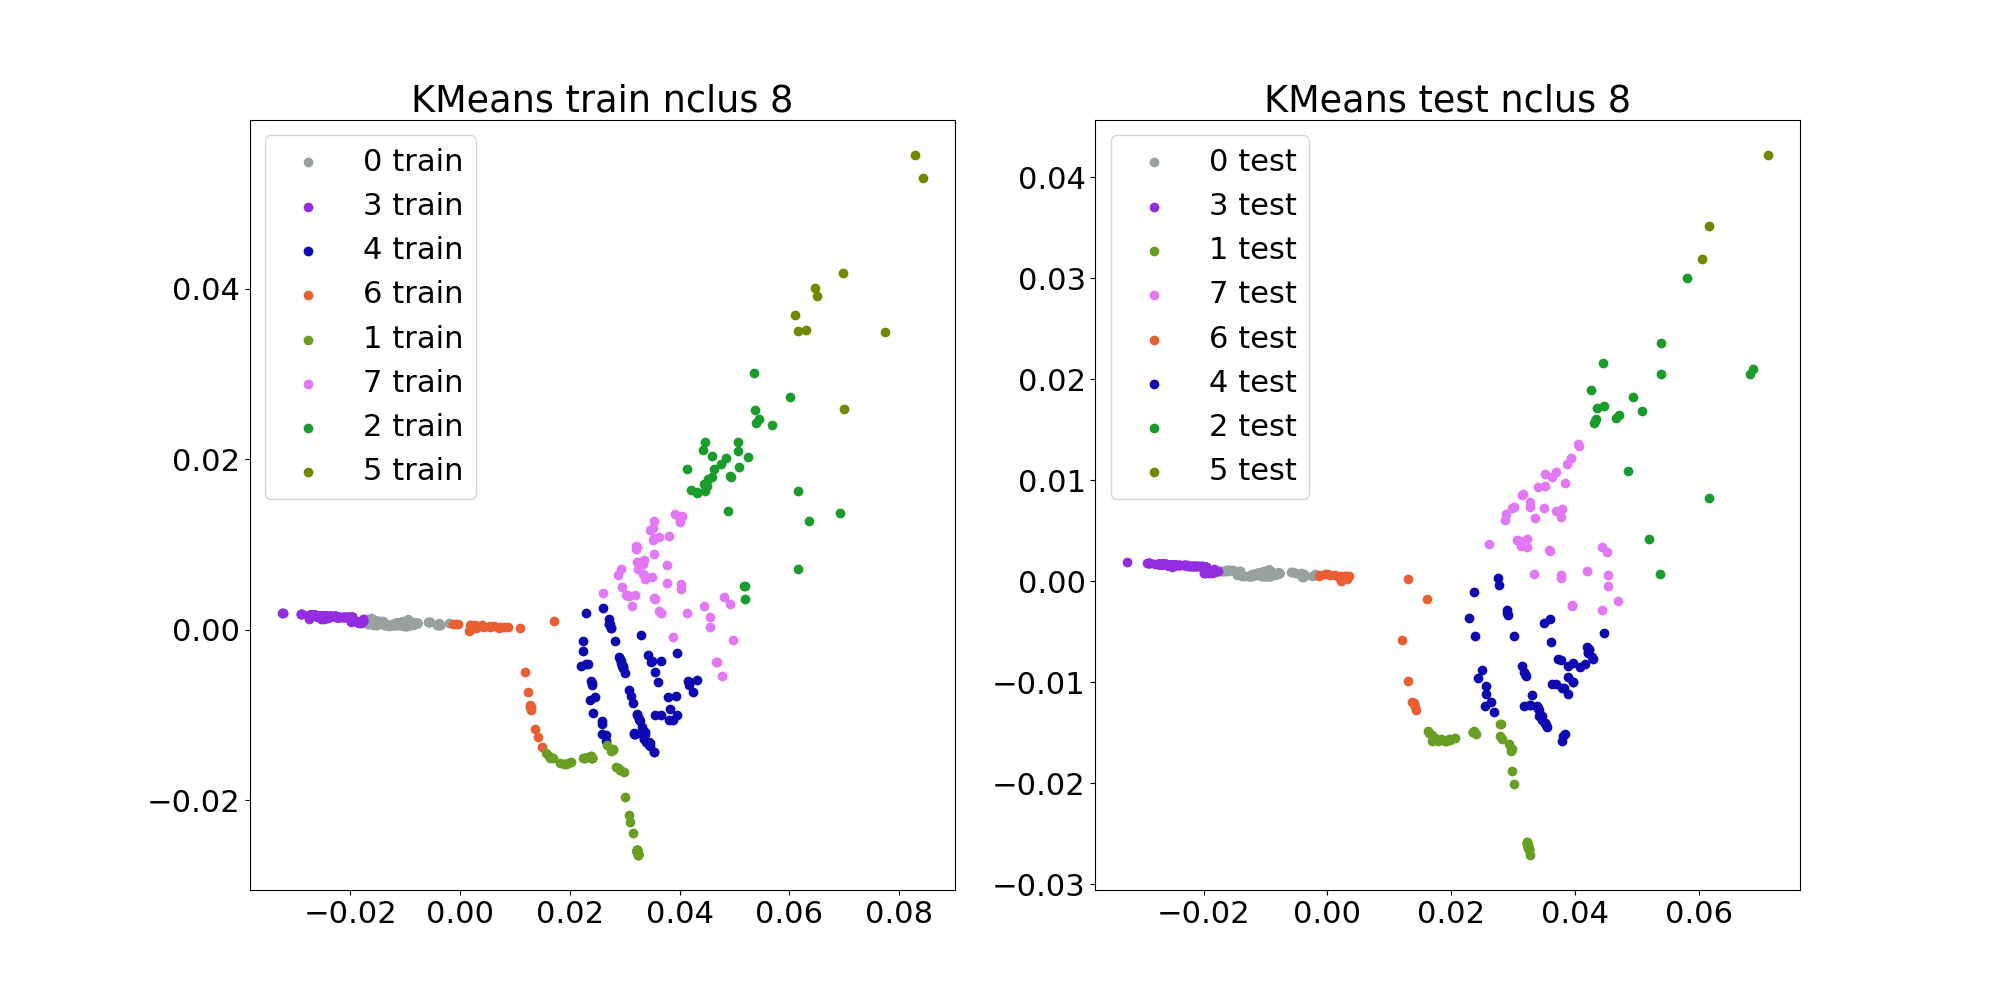 KMeans train nclus 8
0 train
3 train
4 train
6 train
1 train
7 train
2 train
5 train
0.04
0.02
0.00
−0.02
−0.02 0.00 0.02 0.04 0.06 0.08
KMeans test nclus 8
0 test
3 test
1 test
7 test
6 test
4 test
2 test
5 test
0.04
0.03
0.02
0.01
0.00
−0.01
−0.02
−0.03
−0.02 0.00 0.02 0.04 0.06